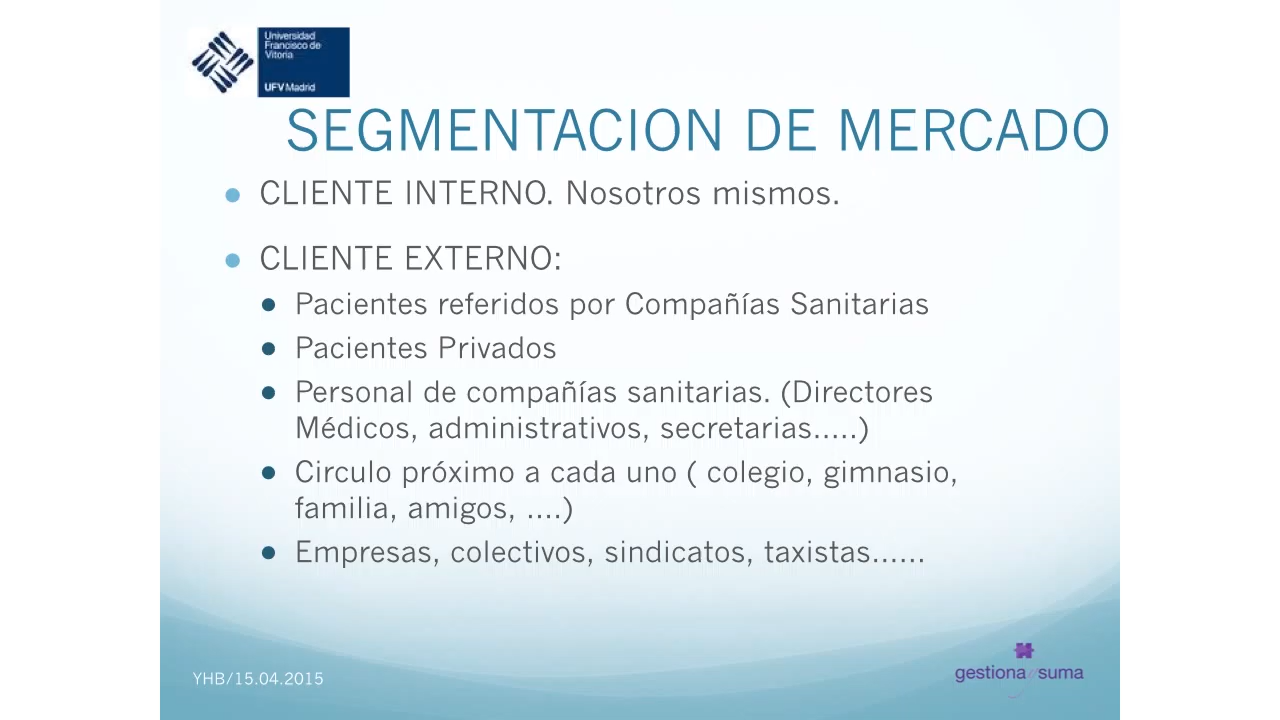 Universidad
Francisco de
Vitoria
UFV Madrid
SEGMENTACION DE MERCADO
CLIENTE INTERNO. Nosotros mismos.
CLIENTE EXTERNO:
Pacientes referidos por Compañías Sanitarias
Pacientes Privados
Personal de compañías sanitarias. (Directores
Médicos, administrativos, secretarias.....)
Circulo próximo a cada uno ( colegio, gimnasio,
familia, amigos, ....)
Empresas, colectivos, sindicatos, taxistas......
YHB/15.04.2015
gestiona suma